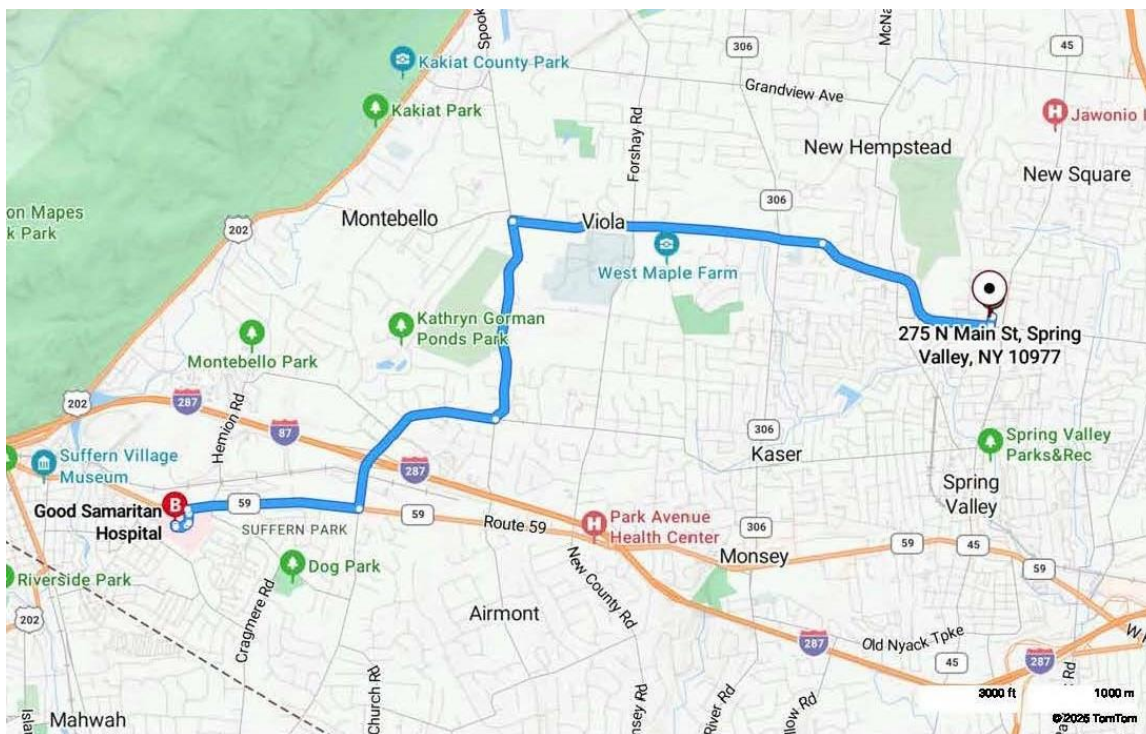 Spook
306
McNa
45
Kakiat County Park
Grandview Ave
Kakiat Park
Forshay Rd
Jawonio
New Hempstead
New Square
306
on Mapes
k Park
Montebello
Viola
202
West Maple Farm
Kathryn Gorman
Ponds Park
275 N Main St, Spring
Valley, NY 10977
Montebello Park
202
287
Hemion Rd
87
306
Spring Valley
Parks&Rec
Kaser
287
Suffern Village
Museum
Spring
Valley
Good Samaritan
Hospital
B
59
SUFFERN PARK
59
Route 59
Park Avenue
Health Center
306
Monsey
59
45
59
Riverside Park
Dog Park
New County Rd
Cragmere Rd
Airmont
202
Old Nyack Tpke
287
45
287
Church Rd
nsey Rd
River Rd
llow Rd
Rd
Mahwah
Isla
3000 ft
1000 m
© 2025 TomTom